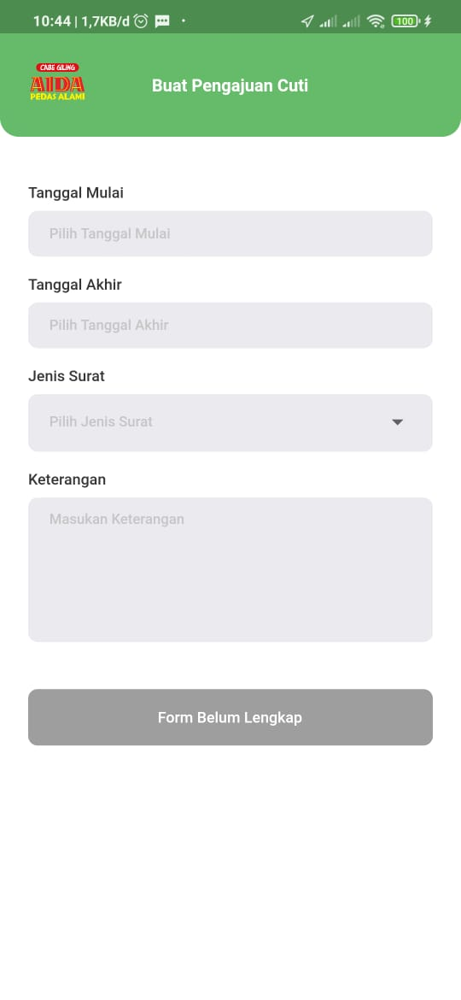 10:44 | 1,7KB/d
100
CABE GILING
AIDA
PEDAS ALAMI
Buat Pengajuan Cuti
Tanggal Mulai
Pilih Tanggal Mulai
Tanggal Akhir
Pilih Tanggal Akhir
Jenis Surat
Pilih Jenis Surat
Keterangan
Masukan Keterangan
Form Belum Lengkap